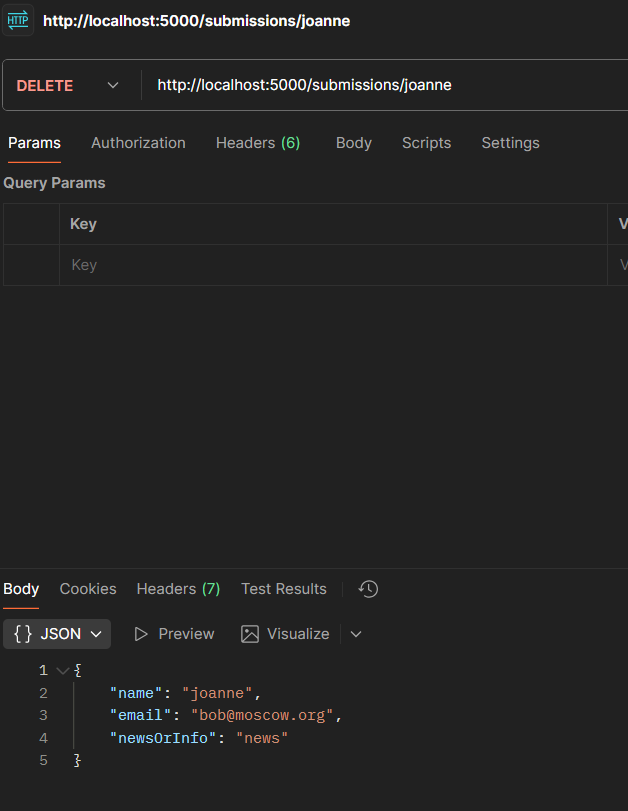 HTTP http://localhost:5000/submissions/joanne
DELETE http://localhost:5000/submissions/joanne
Params Authorization Headers (6) Body Scripts Settings
Query Params
Key V
Key V
Body Cookies Headers (7) Test Results
{} JSON Preview Visualize
1 {
2 "name": "joanne",
3 "email": "bob@moscow.org",
4 "newsOrInfo": "news"
5 }